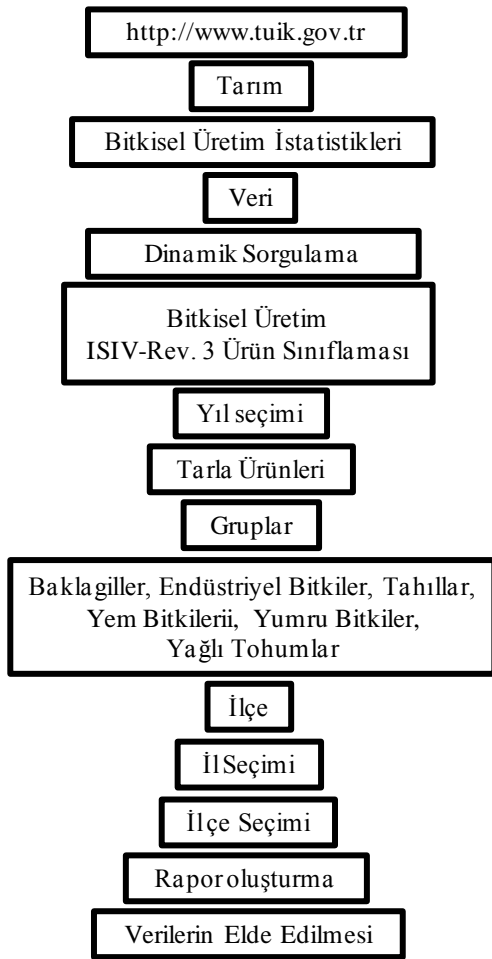 http://www.tuik.gov.tr
Tarım
Bitkisel Üretim İstatistikleri
Veri
Dinamik Sorgulama
Bitkisel Üretim
ISIV-Rev. 3 Ürün Sınıflaması
Yıl seçimi
Tarla Ürünleri
Gruplar
Baklagiller, Endüstriyel Bitkiler, Tahıllar,
Yem Bitkilerii, Yumru Bitkiler,
Yağlı Tohumlar
İlçe
İl Seçimi
İlçe Seçimi
Rapor oluşturma
Verilerin Elde Edilmesi